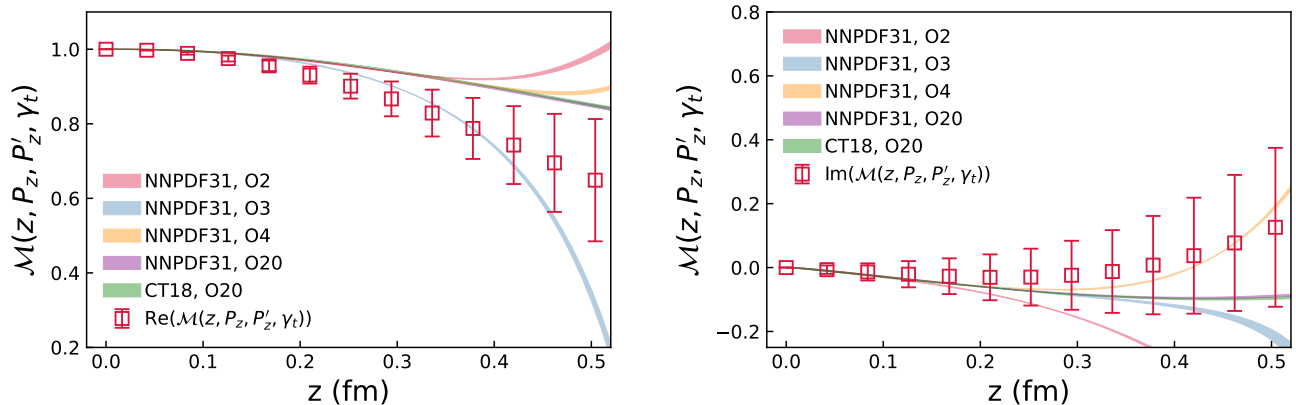 1.0
0.8
0.6
0.4
0.2
ℳ(z, P_z, P′_z, γ_t)
NNPDF31, O2
NNPDF31, O3
NNPDF31, O4
NNPDF31, O20
CT18, O20
Re(ℳ(z, P_z, P′_z, γ_t))
0.0 0.1 0.2 0.3 0.4 0.5
z (fm)
0.8
0.6
0.4
0.2
0.0
−0.2
ℳ(z, P_z, P′_z, γ_t)
NNPDF31, O2
NNPDF31, O3
NNPDF31, O4
NNPDF31, O20
CT18, O20
Im(ℳ(z, P_z, P′_z, γ_t))
0.0 0.1 0.2 0.3 0.4 0.5
z (fm)